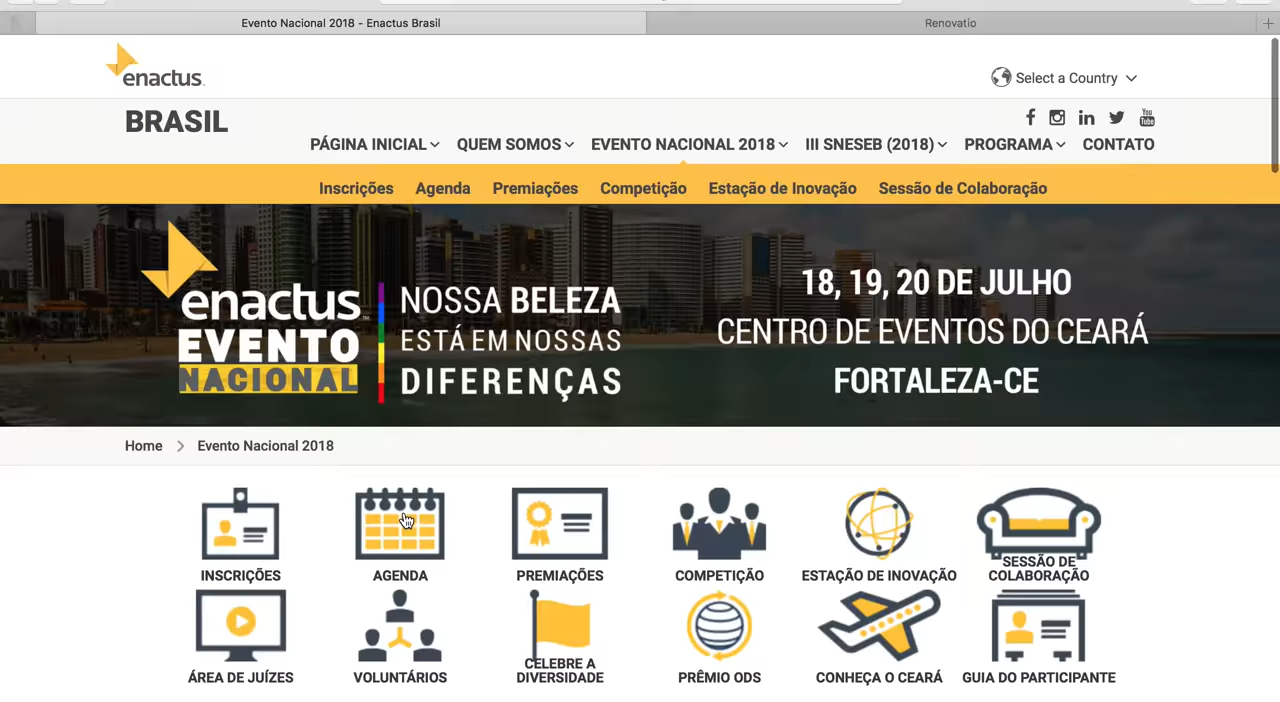 Evento Nacional 2018 - Enactus Brasil
Renovatio
enactus
Select a Country
BRASIL
You Tube
PÁGINA INICIAL QUEM SOMOS EVENTO NACIONAL 2018 III SNESEB (2018) PROGRAMA CONTATO
Inscrições Agenda Premiações Competição Estação de Inovação Sessão de Colaboração
enactus
EVENTO
NACIONAL
NOSSA BELEZA
ESTÁ EM NOSSAS
DIFERENÇAS
18, 19, 20 DE JULHO
CENTRO DE EVENTOS DO CEARÁ
FORTALEZA-CE
Home Evento Nacional 2018
INSCRIÇÕES AGENDA PREMIAÇÕES COMPETIÇÃO ESTAÇÃO DE INOVAÇÃO SESSÃO DE
COLABORAÇÃO
ÁREA DE JUÍZES VOLUNTÁRIOS CELEBRE A
DIVERSIDADE PRÊMIO ODS CONHEÇA O CEARÁ GUIA DO PARTICIPANTE